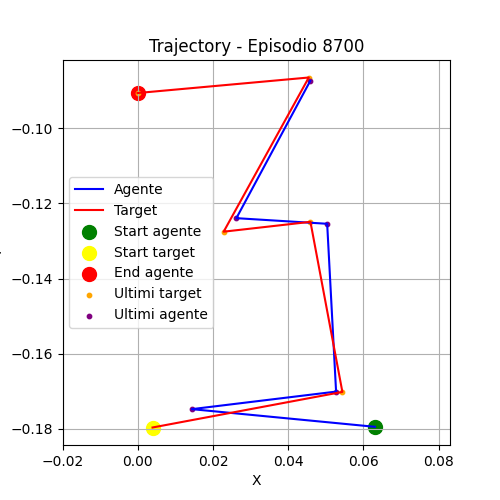 Trajectory - Episodio 8700
−0.10
−0.12
−0.14
−0.16
−0.18
Agente
Target
Start agente
Start target
End agente
Ultimi target
Ultimi agente
−0.02
0.00
0.02
0.04
0.06
0.08
X